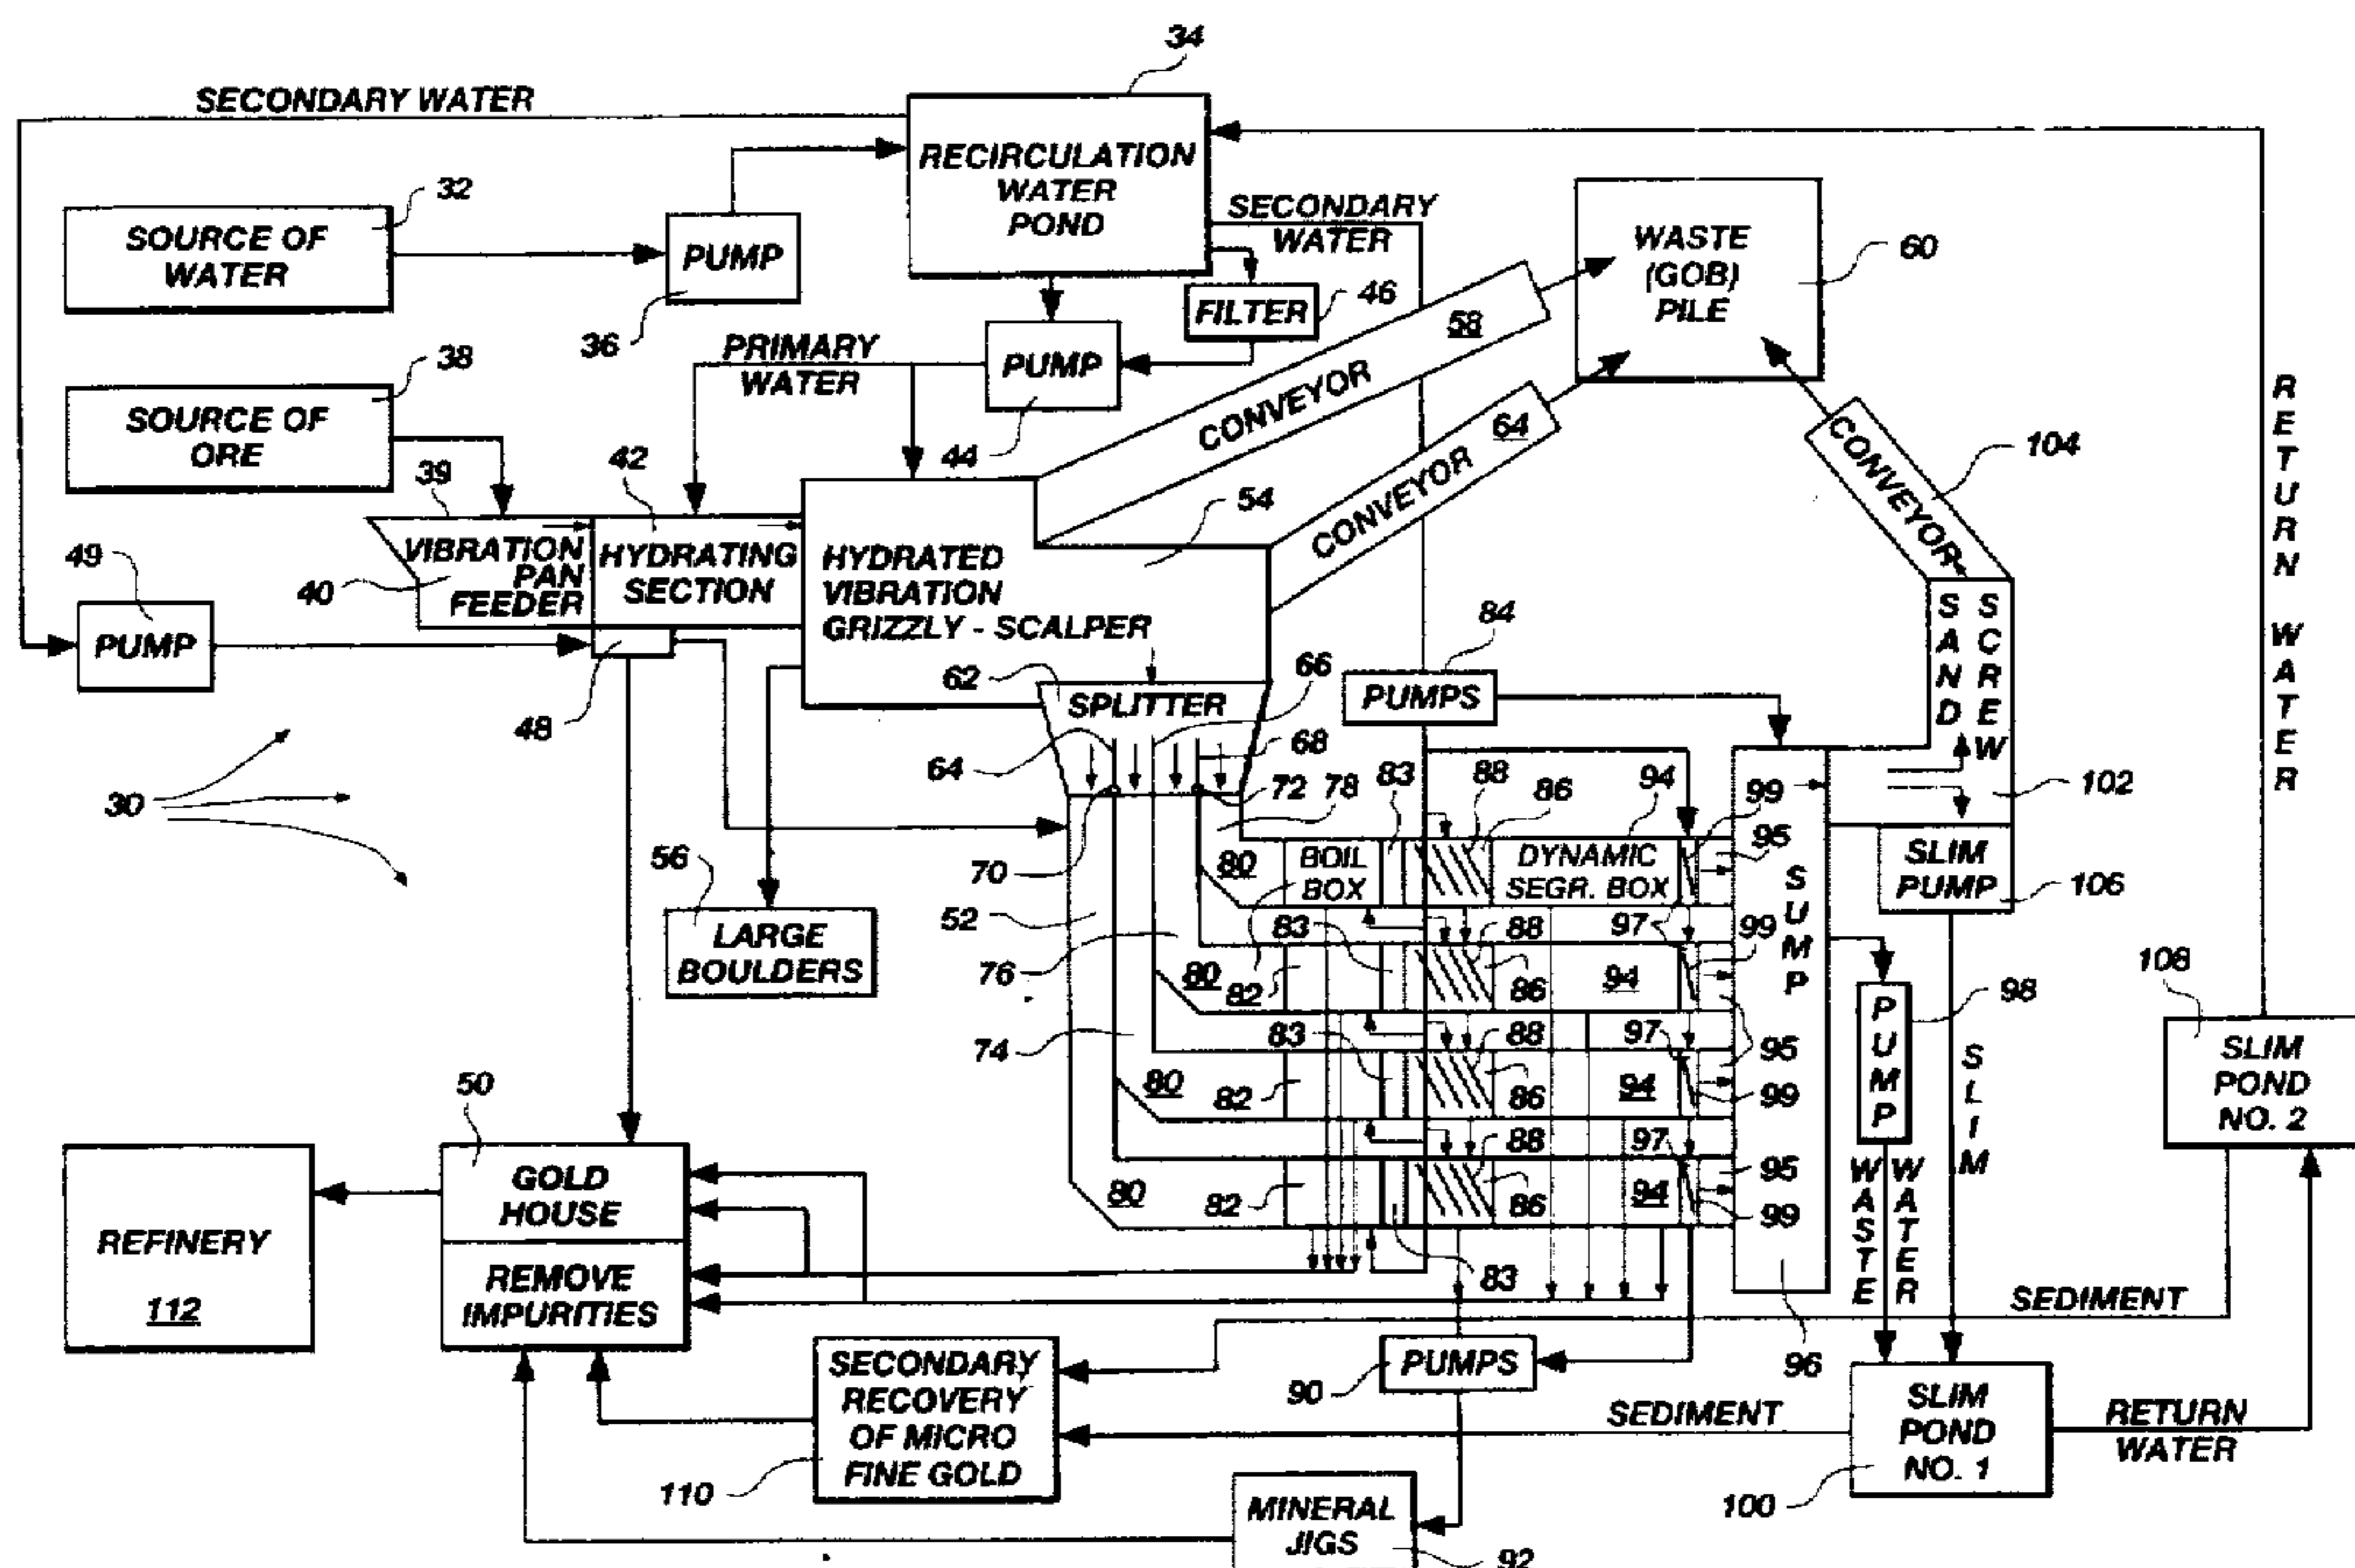 34
SECONDARY WATER
RECIRCULATION
WATER
POND
32
SOURCE OF
WATER
PUMP
36
SECONDARY
WATER
FILTER
46
WASTE
(GOB)
PILE
60
38
SOURCE OF
ORE
PRIMARY
WATER
PUMP
44
CONVEYOR
58
CONVEYOR
64
CONVEYOR
104
RETURN WATER
39
42
54
49
PUMP
40
VIBRATION
PAN
FEEDER
HYDRATING
SECTION
HYDRATED
VIBRATION
GRIZZLY - SCALPER
48
62
SPLITTER
66
64
68
84
PUMPS
SAND
SCREW
102
30
70
72
78
83
88
86
94
99
95
56
LARGE
BOULDERS
52
76
74
80
BOIL
BOX
DYNAMIC
SEGR. BOX
SUMP
SLIM
PUMP
106
83
88
97
99
80
82
86
94
83
88
97
95
80
82
86
94
99
88
97
95
80
82
86
94
99
83
96
PUMP
98
WASTE
WATER
SLIM
108
SLIM
POND
NO. 2
50
GOLD
HOUSE
REMOVE
IMPURITIES
REFINERY
112
SEDIMENT
SECONDARY
RECOVERY
OF MICRO
FINE GOLD
110
PUMPS
90
SEDIMENT
SLIM
POND
NO. 1
100
RETURN
WATER
MINERAL
JIGS
92